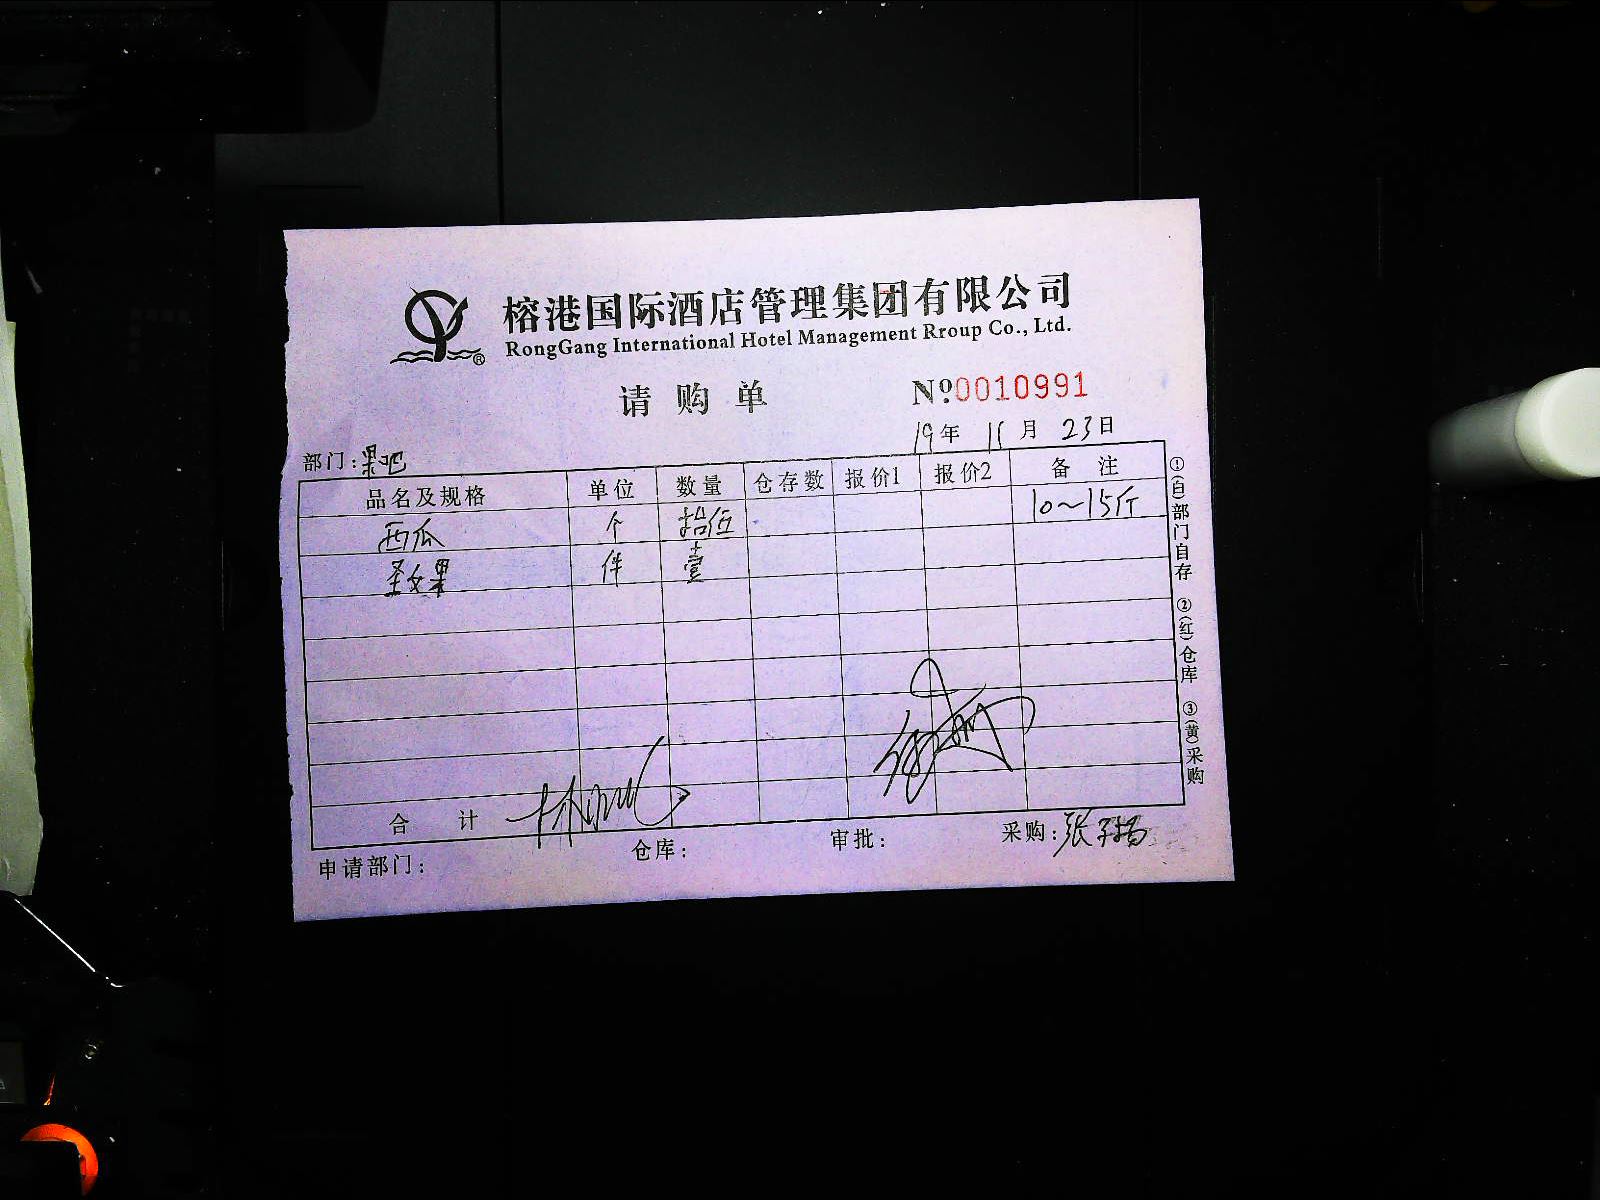 榕港国际酒店管理集团有限公司
RongGang International Hotel Management Rroup Co., Ltd.
®
请购单 №0010991
19年 11月 23日
部门:果吧
品名及规格 单位 数量 仓存数 报价1 报价2 备注
西瓜 个 拾伍 10~15斤
圣女果 件 壹
合计
申请部门: 仓库: 审批: 采购:张
①(白)部门自存 ②(红)仓库 ③(黄)采购